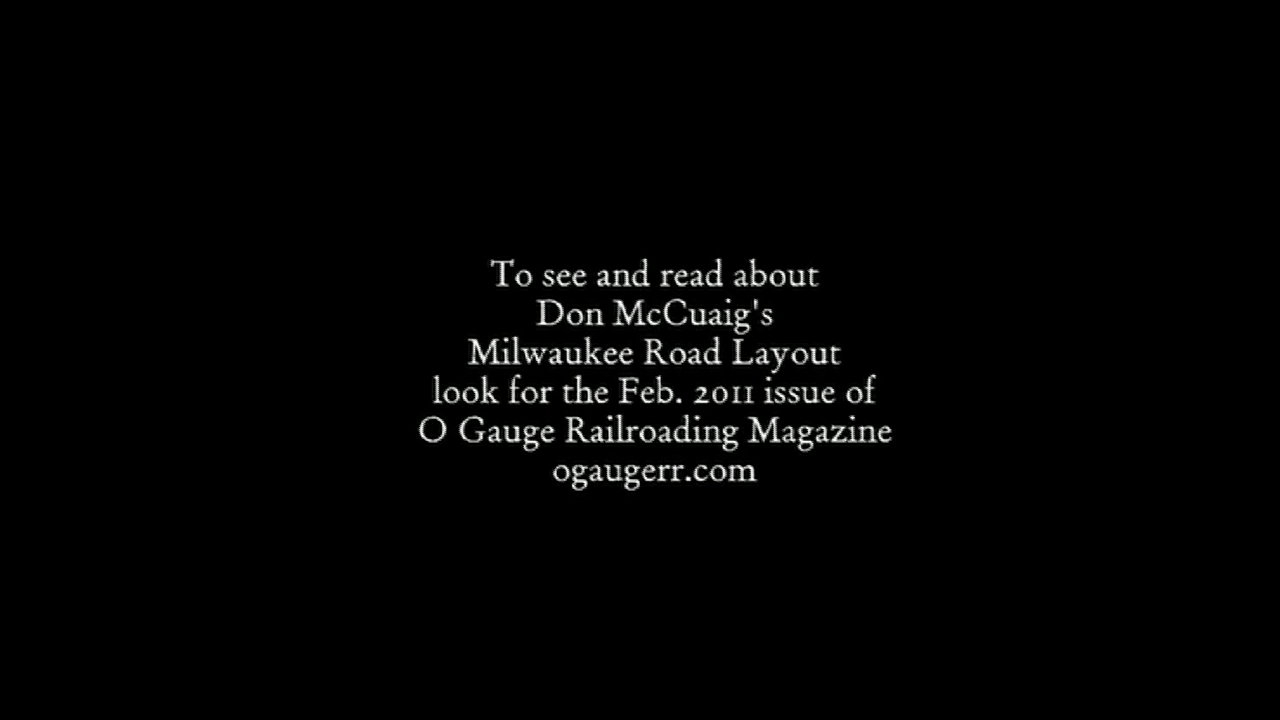 To see and read about
Don McCuaig's
Milwaukee Road Layout
look for the Feb. 2011 issue of
O Gauge Railroading Magazine
ogaugerr.com